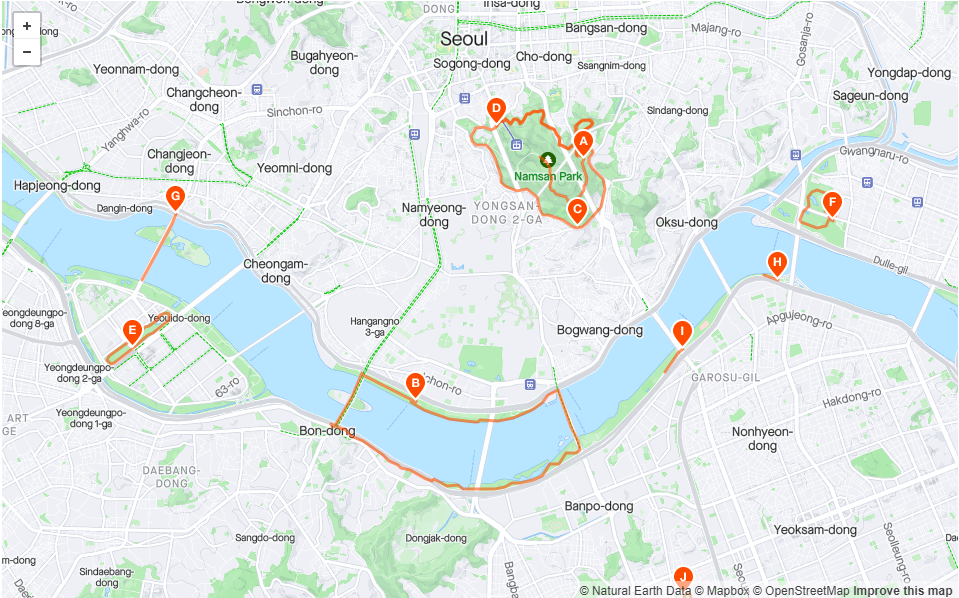 +
−
DONG
Insa-dong
Bangsan-dong
Majang-ro
Gosanja-ro
Seoul
Cho-dong
Sogong-dong
Ssangnim-dong
Bugahyeon-
dong
Yeonnam-dong
Yongdap-dong
Sageun-dong
Changcheon-
dong
Sinchon-ro
Sindang-dong
Yanghwa-ro
D
A
Changjeon-
dong
Yeomni-dong
Gwangnaru-ro
Namsan Park
Hapjeong-dong
G
Dangin-dong
Namyeong-
dong
YONGSAN-
DONG 2-GA
C
F
Oksu-dong
Cheongam-
dong
H
Dulle-gil
Yeouido-dong
dong 8-ga
E
Hangangno
3-ga
Bogwang-dong
I
Apgujeong-ro
Yeongdeungpo-
dong 2-ga
63-ro
B
GAROSU-GIL
Hakdong-ro
Yeongdeungpo-
dong 1-ga
ART
Bon-dong
Nonhyeon-
dong
DAEBANG-
DONG
Banpo-dong
Yeoksam-dong
Sangdo-dong
Dongjak-dong
Seolleung-ro
Sindaebang-
dong
J
© Natural Earth Data © Mapbox © OpenStreetMap Improve this map